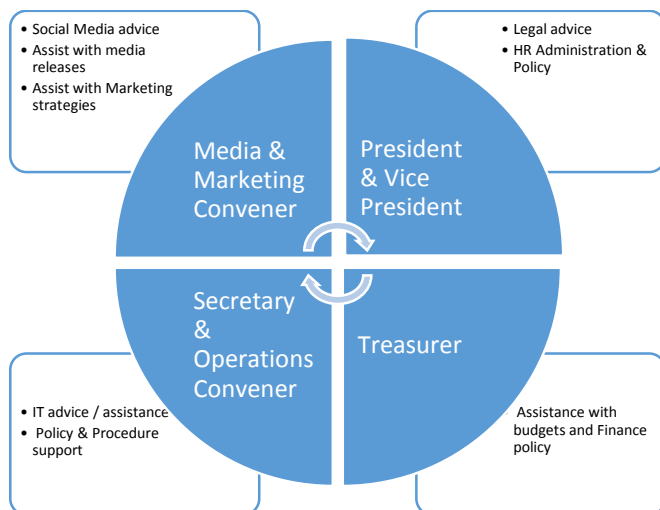 • Social Media advice
• Assist with media
releases
• Assist with Marketing
strategies
• Legal advice
• HR Administration &
Policy
Media &
Marketing
Convener
President
& Vice
President
Secretary
&
Operations
Convener
Treasurer
• IT advice / assistance
• Policy & Procedure
support
Assistance with
budgets and Finance
policy